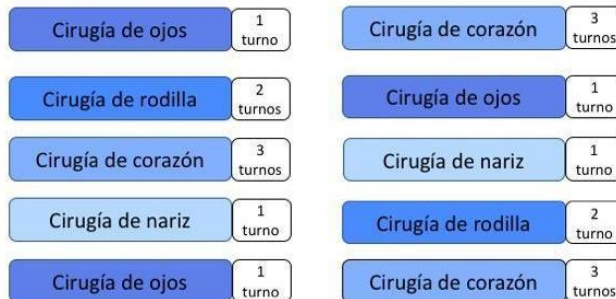 Cirugía de ojos
1
turno
Cirugía de rodilla
2
turnos
Cirugía de corazón
3
turnos
Cirugía de nariz
1
turno
Cirugía de ojos
1
turno
Cirugía de corazón
3
turnos
Cirugía de ojos
1
turno
Cirugía de nariz
1
turno
Cirugía de rodilla
2
turno
Cirugía de corazón
3
turnos